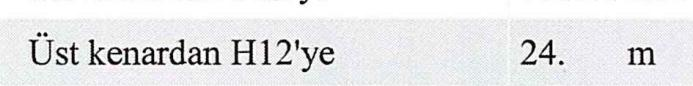 Üst kenardan H12'ye 24. m